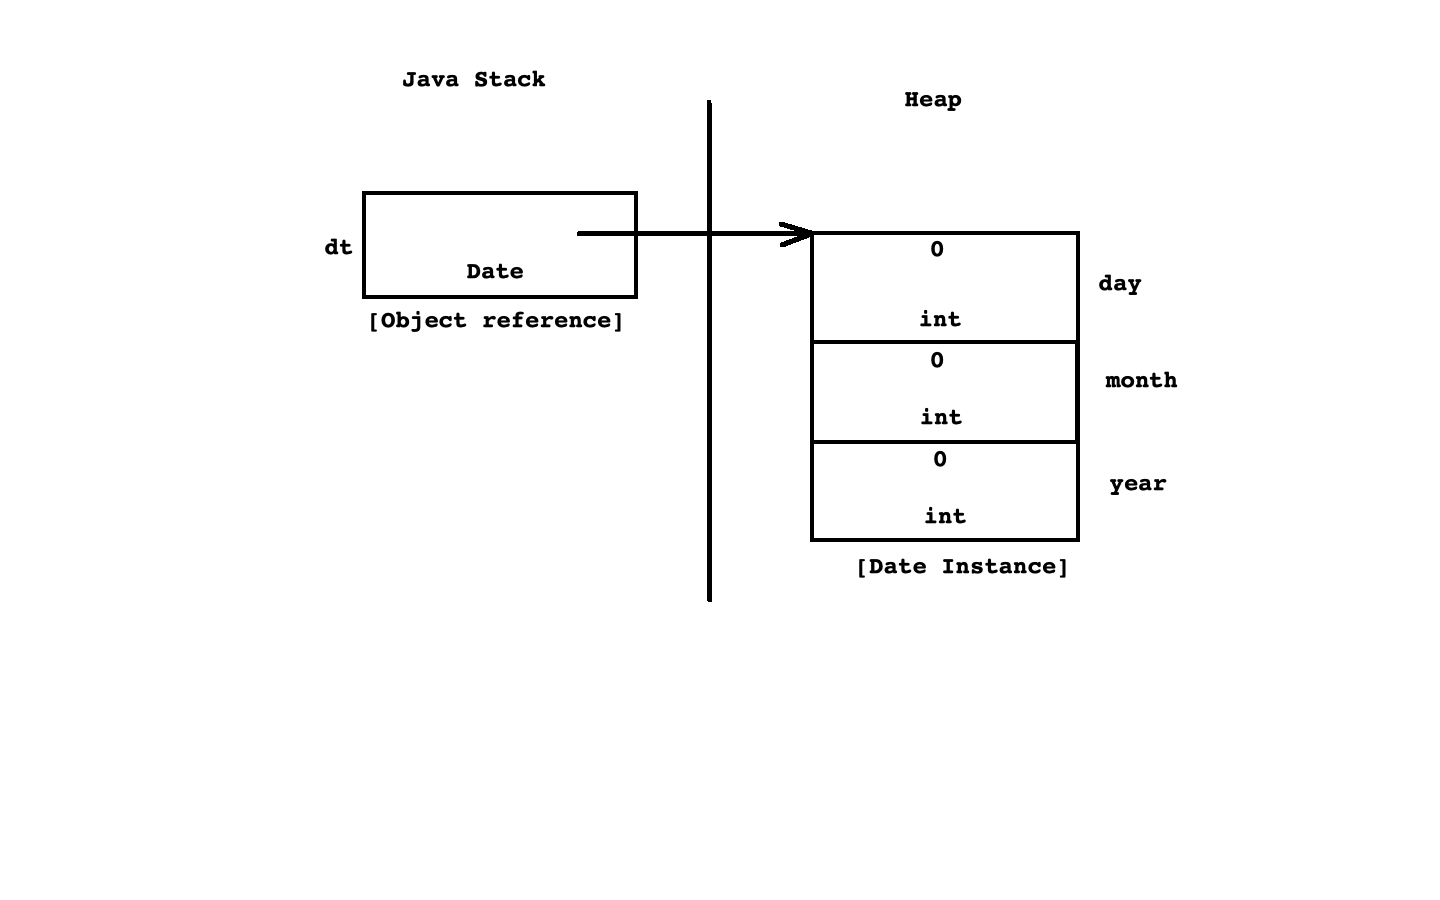 Java Stack
Heap
dt
Date
[Object reference]
0
int
day
0
int
month
0
int
year
[Date Instance]